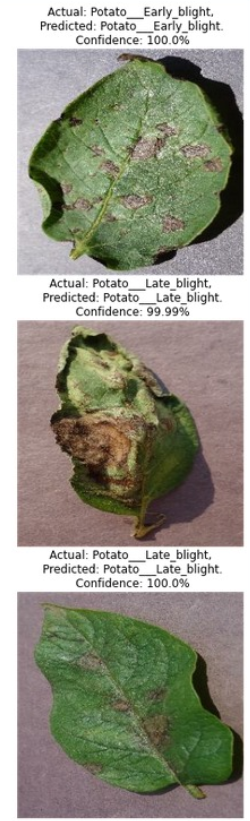 Actual: Potato___Early_blight,
Predicted: Potato___Early_blight.
Confidence: 100.0%
Actual: Potato___Late_blight,
Predicted: Potato___Late_blight.
Confidence: 99.99%
Actual: Potato___Late_blight,
Predicted: Potato___Late_blight.
Confidence: 100.0%